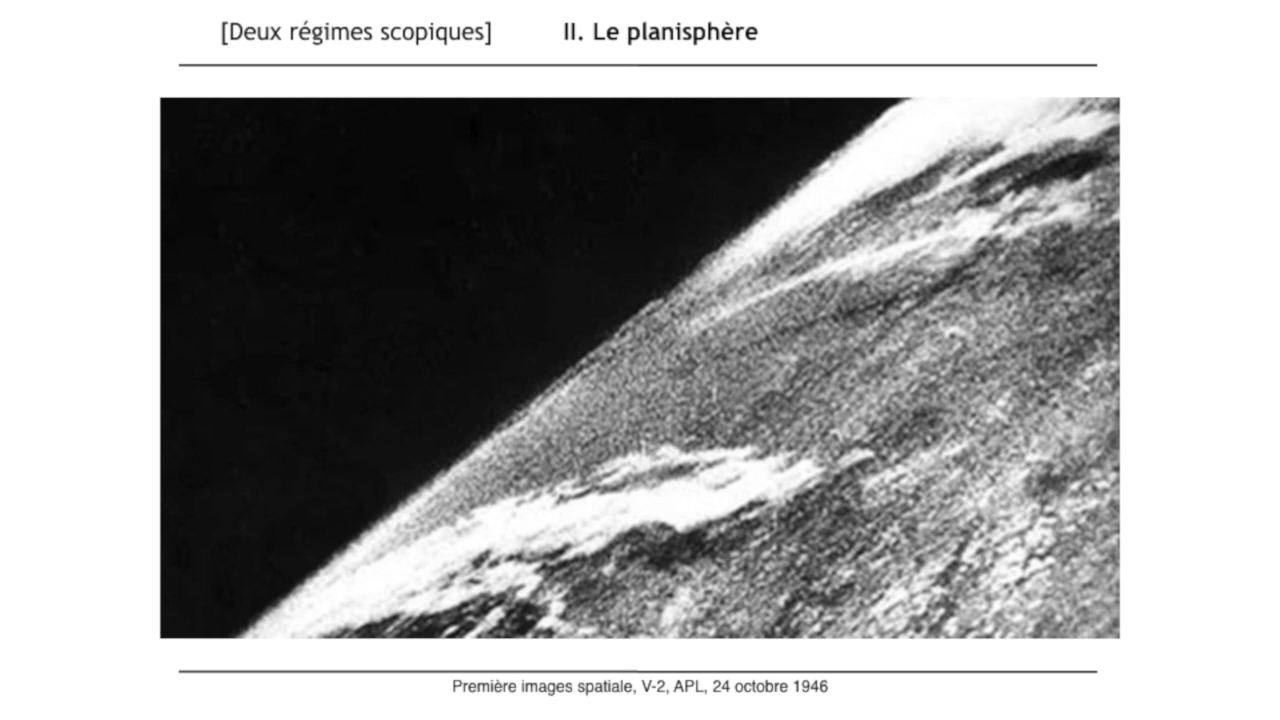 [Deux régimes scopiques] II. Le planisphère
Première images spatiale, V-2, APL, 24 octobre 1946